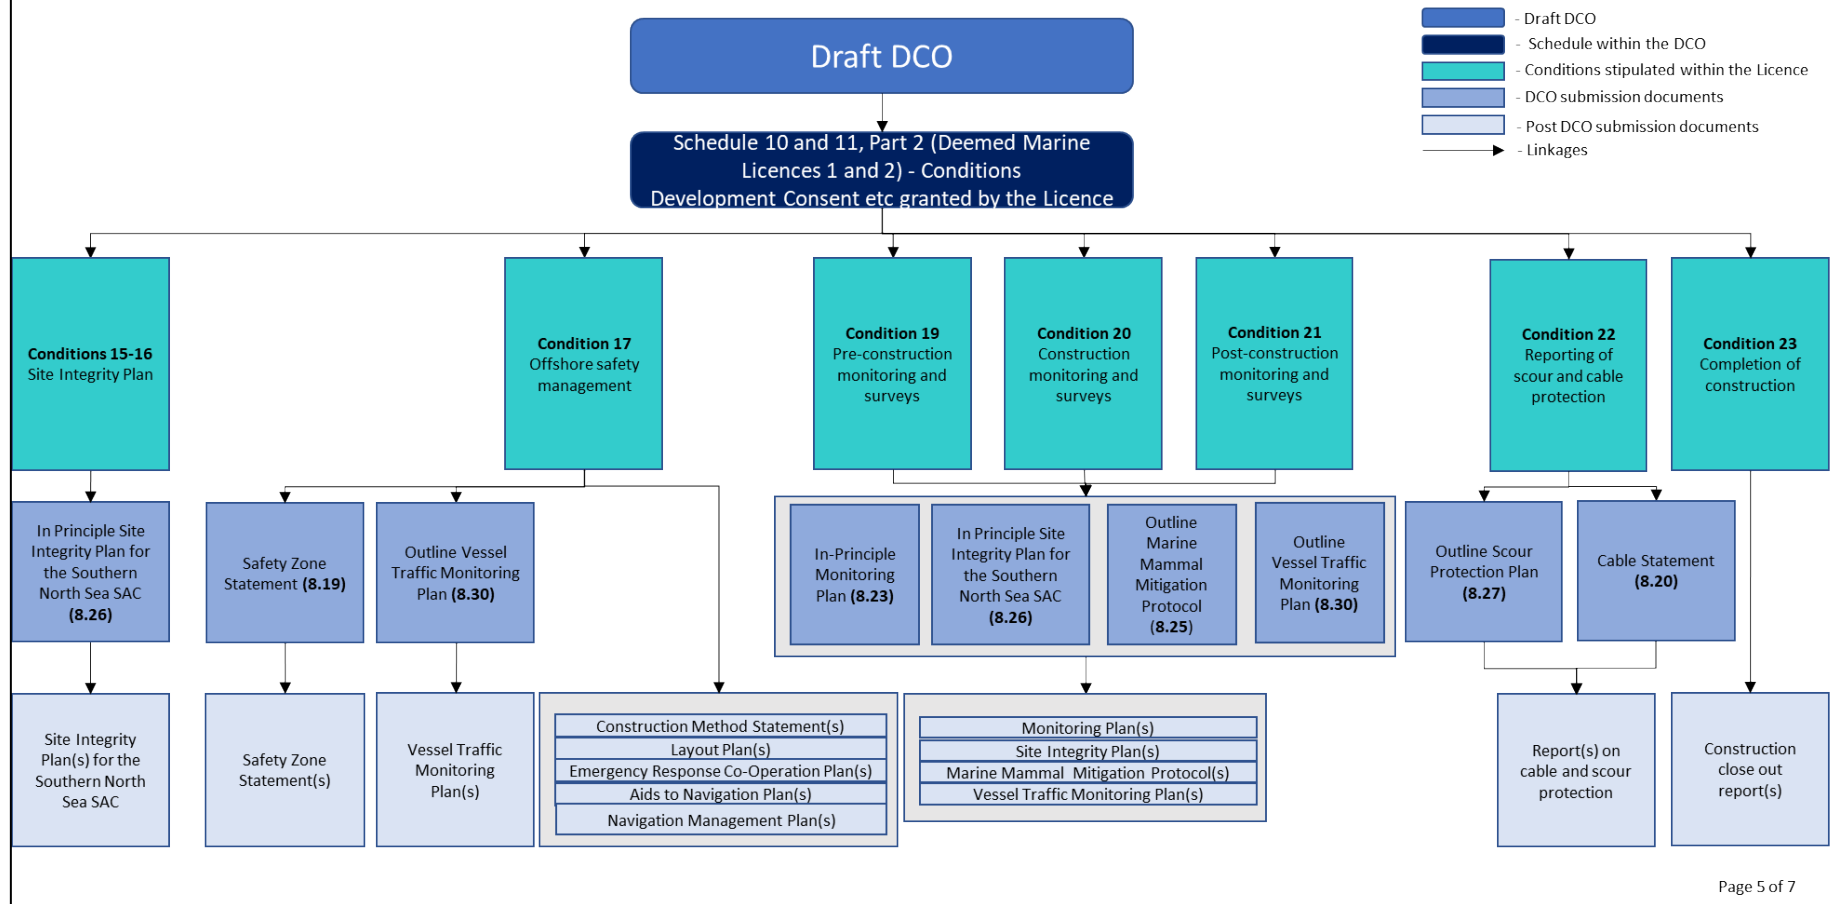 Draft DCO
- Draft DCO
- Schedule within the DCO
- Conditions stipulated within the Licence
- DCO submission documents
- Post DCO submission documents
- Linkages
Schedule 10 and 11, Part 2 (Deemed Marine
Licences 1 and 2) - Conditions
Development Consent etc granted by the Licence
Conditions 15-16
Site Integrity Plan
Condition 17
Offshore safety
management
Condition 19
Pre-construction
monitoring and
surveys
Condition 20
Construction
monitoring and
surveys
Condition 21
Post-construction
monitoring and
surveys
Condition 22
Reporting of
scour and cable
protection
Condition 23
Completion of
construction
In Principle Site
Integrity Plan for
the Southern
North Sea SAC
(8.26)
Safety Zone
Statement (8.19)
Outline Vessel
Traffic Monitoring
Plan (8.30)
In-Principle
Monitoring
Plan (8.23)
In Principle Site
Integrity Plan for
the Southern
North Sea SAC
(8.26)
Outline
Marine
Mammal
Mitigation
Protocol
(8.25)
Outline
Vessel Traffic
Monitoring
Plan (8.30)
Outline Scour
Protection Plan
(8.27)
Cable Statement
(8.20)
Site Integrity
Plan(s) for the
Southern North
Sea SAC
Safety Zone
Statement(s)
Vessel Traffic
Monitoring
Plan(s)
Construction Method Statement(s)
Layout Plan(s)
Emergency Response Co-Operation Plan(s)
Aids to Navigation Plan(s)
Navigation Management Plan(s)
Monitoring Plan(s)
Site Integrity Plan(s)
Marine Mammal Mitigation Protocol(s)
Vessel Traffic Monitoring Plan(s)
Report(s) on
cable and scour
protection
Construction
close out
report(s)
Page 5 of 7